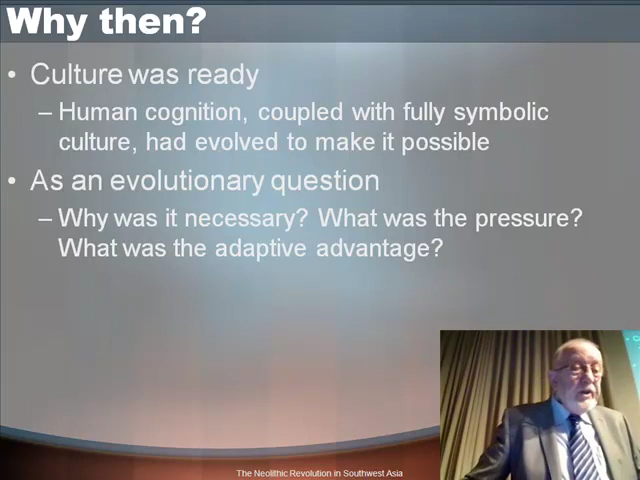 Why then?
• Culture was ready
– Human cognition, coupled with fully symbolic
culture, had evolved to make it possible
• As an evolutionary question
– Why was it necessary? What was the pressure?
What was the adaptive advantage?
The Neolithic Revolution in Southwest Asia